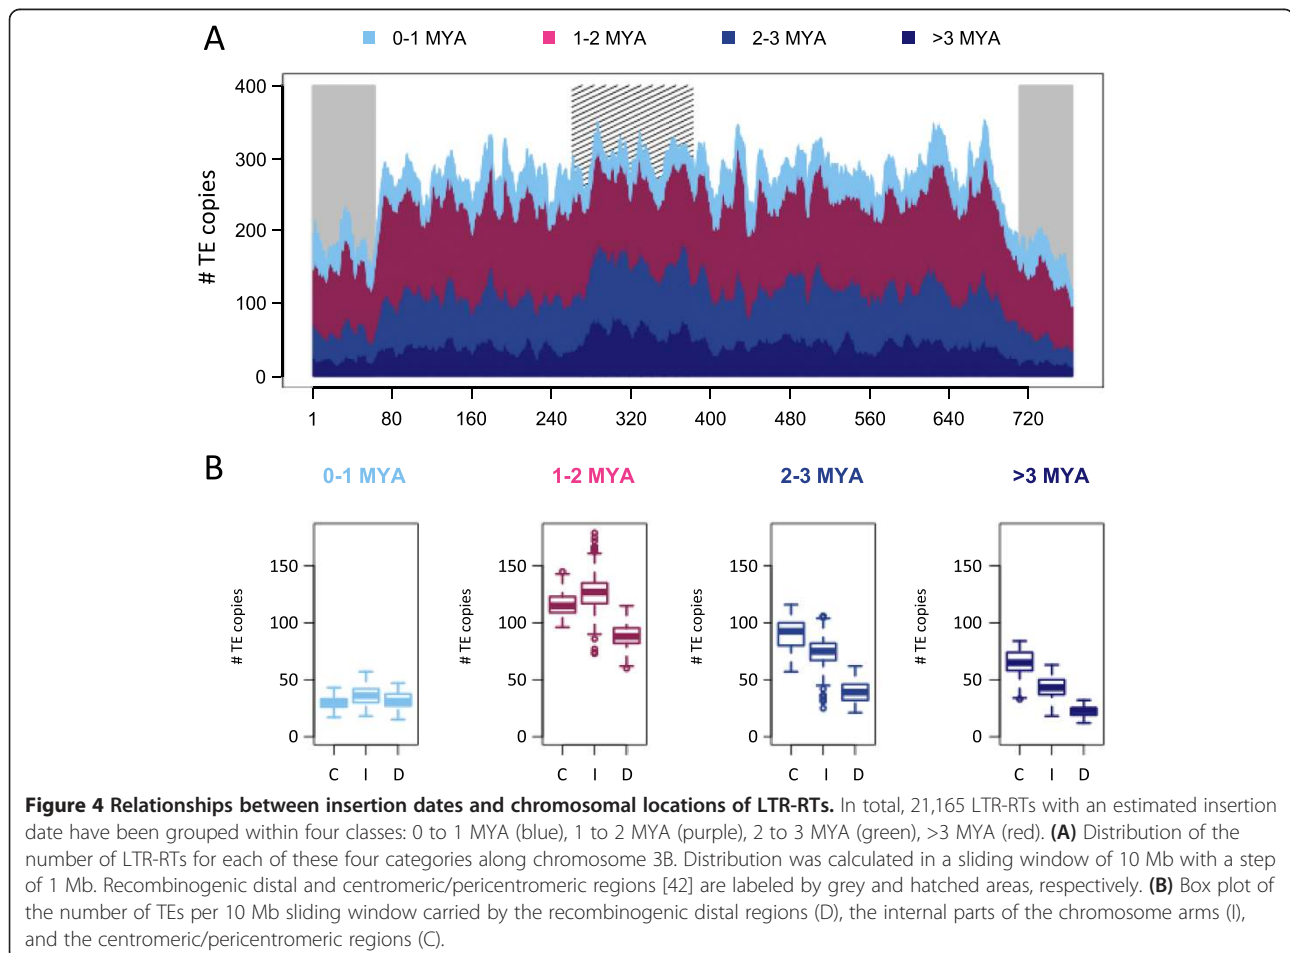 A
0-1 MYA 1-2 MYA 2-3 MYA >3 MYA
# TE copies
400
300
200
100
0
1 80 160 240 320 400 480 560 640 720
B
0-1 MYA 1-2 MYA 2-3 MYA >3 MYA
# TE copies # TE copies # TE copies # TE copies
150 150 150 150
100 100 100 100
50 50 50 50
0 0 0 0
C I D C I D C I D C I D
Figure 4 Relationships between insertion dates and chromosomal locations of LTR-RTs. In total, 21,165 LTR-RTs with an estimated insertion
date have been grouped within four classes: 0 to 1 MYA (blue), 1 to 2 MYA (purple), 2 to 3 MYA (green), >3 MYA (red). (A) Distribution of the
number of LTR-RTs for each of these four categories along chromosome 3B. Distribution was calculated in a sliding window of 10 Mb with a step
of 1 Mb. Recombinogenic distal and centromeric/pericentromeric regions [42] are labeled by grey and hatched areas, respectively. (B) Box plot of
the number of TEs per 10 Mb sliding window carried by the recombinogenic distal regions (D), the internal parts of the chromosome arms (I),
and the centromeric/pericentromeric regions (C).